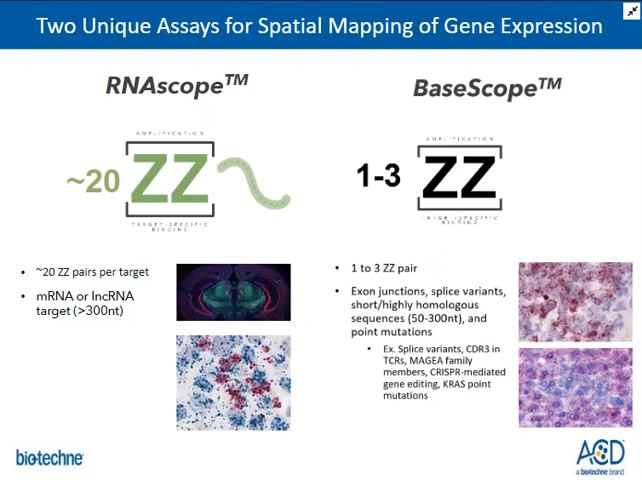 Two Unique Assays for Spatial Mapping of Gene Expression
RNAscope™
AMPLIFICATION
~20 ZZ
TARGET-SPECIFIC
BINDING
• ~20 ZZ pairs per target
• mRNA or lncRNA
target (>300nt)
BaseScope™
AMPLIFICATION
1-3 ZZ
TARGET-SPECIFIC
BINDING
• 1 to 3 ZZ pair
• Exon junctions, splice variants,
short/highly homologous
sequences (50-300nt), and
point mutations
• Ex. Splice variants, CDR3 in
TCRs, MAGEA family
members, CRISPR-mediated
gene editing, KRAS point
mutations
bio-techne
ACD
a biotechne brand